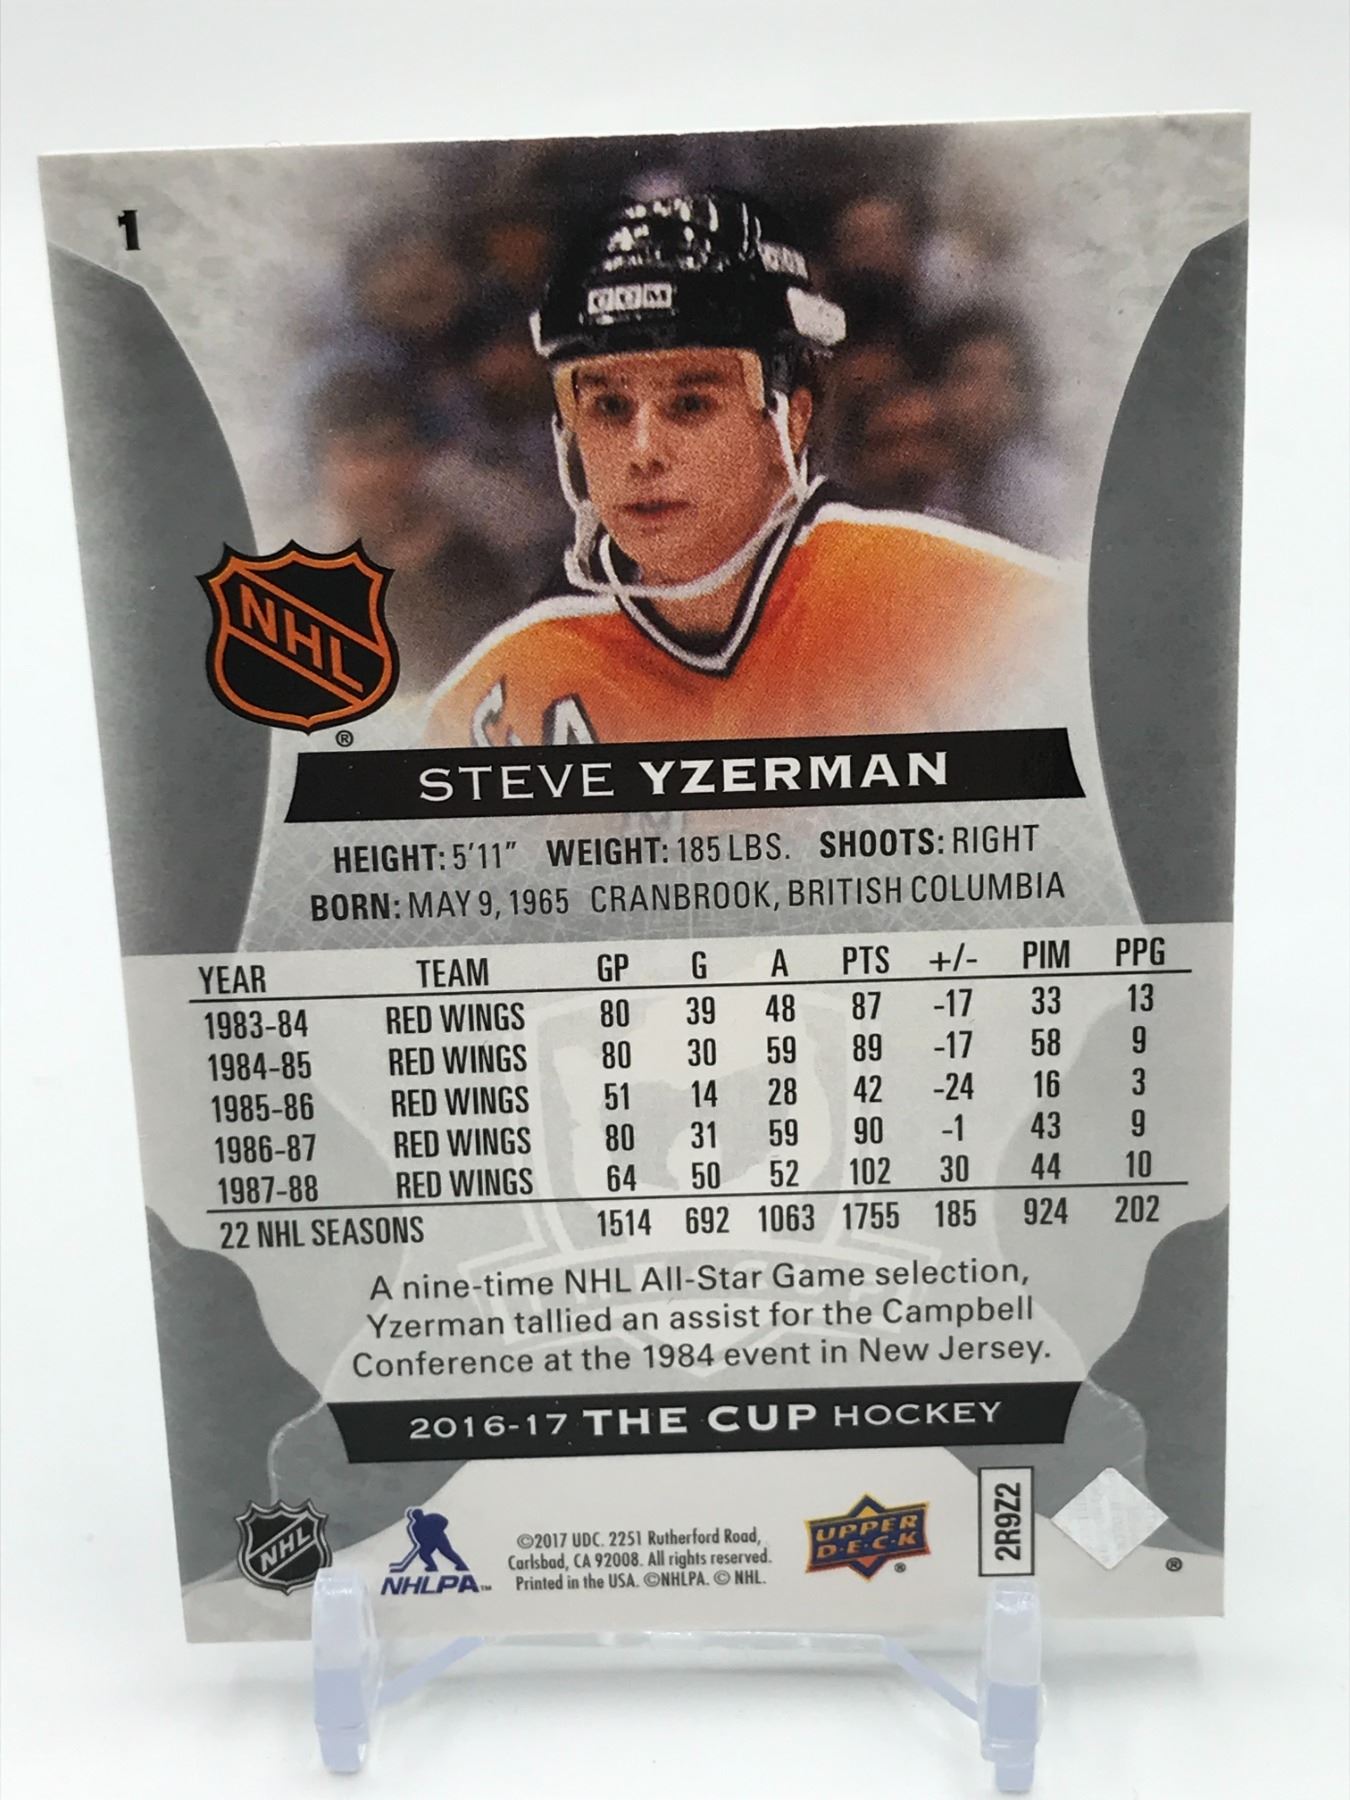 1
CCM
NHL
®
STEVE YZERMAN
HEIGHT: 5'11" WEIGHT: 185 LBS. SHOOTS: RIGHT
BORN: MAY 9, 1965 CRANBROOK, BRITISH COLUMBIA
YEAR TEAM GP G A PTS +/- PIM PPG
1983-84 RED WINGS 80 39 48 87 -17 33 13
1984-85 RED WINGS 80 30 59 89 -17 58 9
1985-86 RED WINGS 51 14 28 42 -24 16 3
1986-87 RED WINGS 80 31 59 90 -1 43 9
1987-88 RED WINGS 64 50 52 102 30 44 10
22 NHL SEASONS 1514 692 1063 1755 185 924 202
A nine-time NHL All-Star Game selection,
Yzerman tallied an assist for the Campbell
Conference at the 1984 event in New Jersey.
2016-17 THE CUP HOCKEY
NHL
NHLPA™
©2017 UDC. 2251 Rutherford Road,
Carlsbad, CA 92008. All rights reserved.
Printed in the USA. ©NHLPA. © NHL.
UPPER
D·E·C·K
®
2R9Z2
®